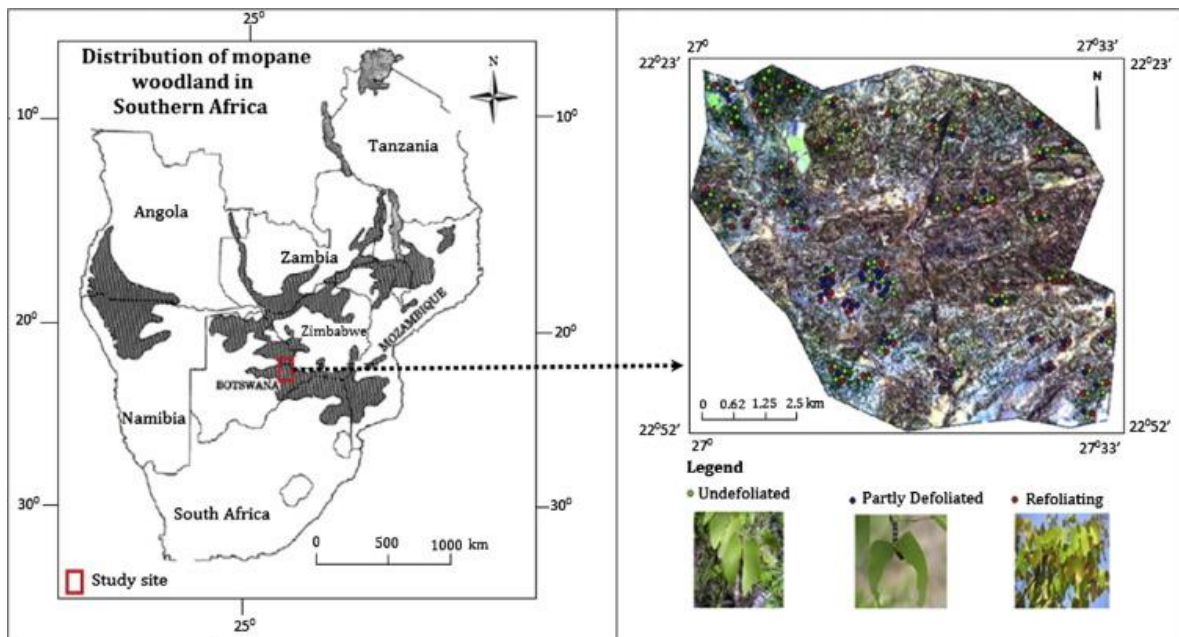 25⁰
Distribution of mopane
woodland in
Southern Africa
N
10⁰
10⁰
Tanzania
Angola
Zambia
Zimbabwe
MOZAMBIQUE
20⁰
20⁰
BOTSWANA
Namibia
30⁰
30⁰
South Africa
0 500 1000 km
Study site
25⁰
27⁰
27⁰33′
22⁰23′
22⁰23′
N
0 0.62 1.25 2.5 km
22⁰52′
22⁰52′
27⁰
27⁰33′
Legend
Undefoliated
Partly Defoliated
Refoliating